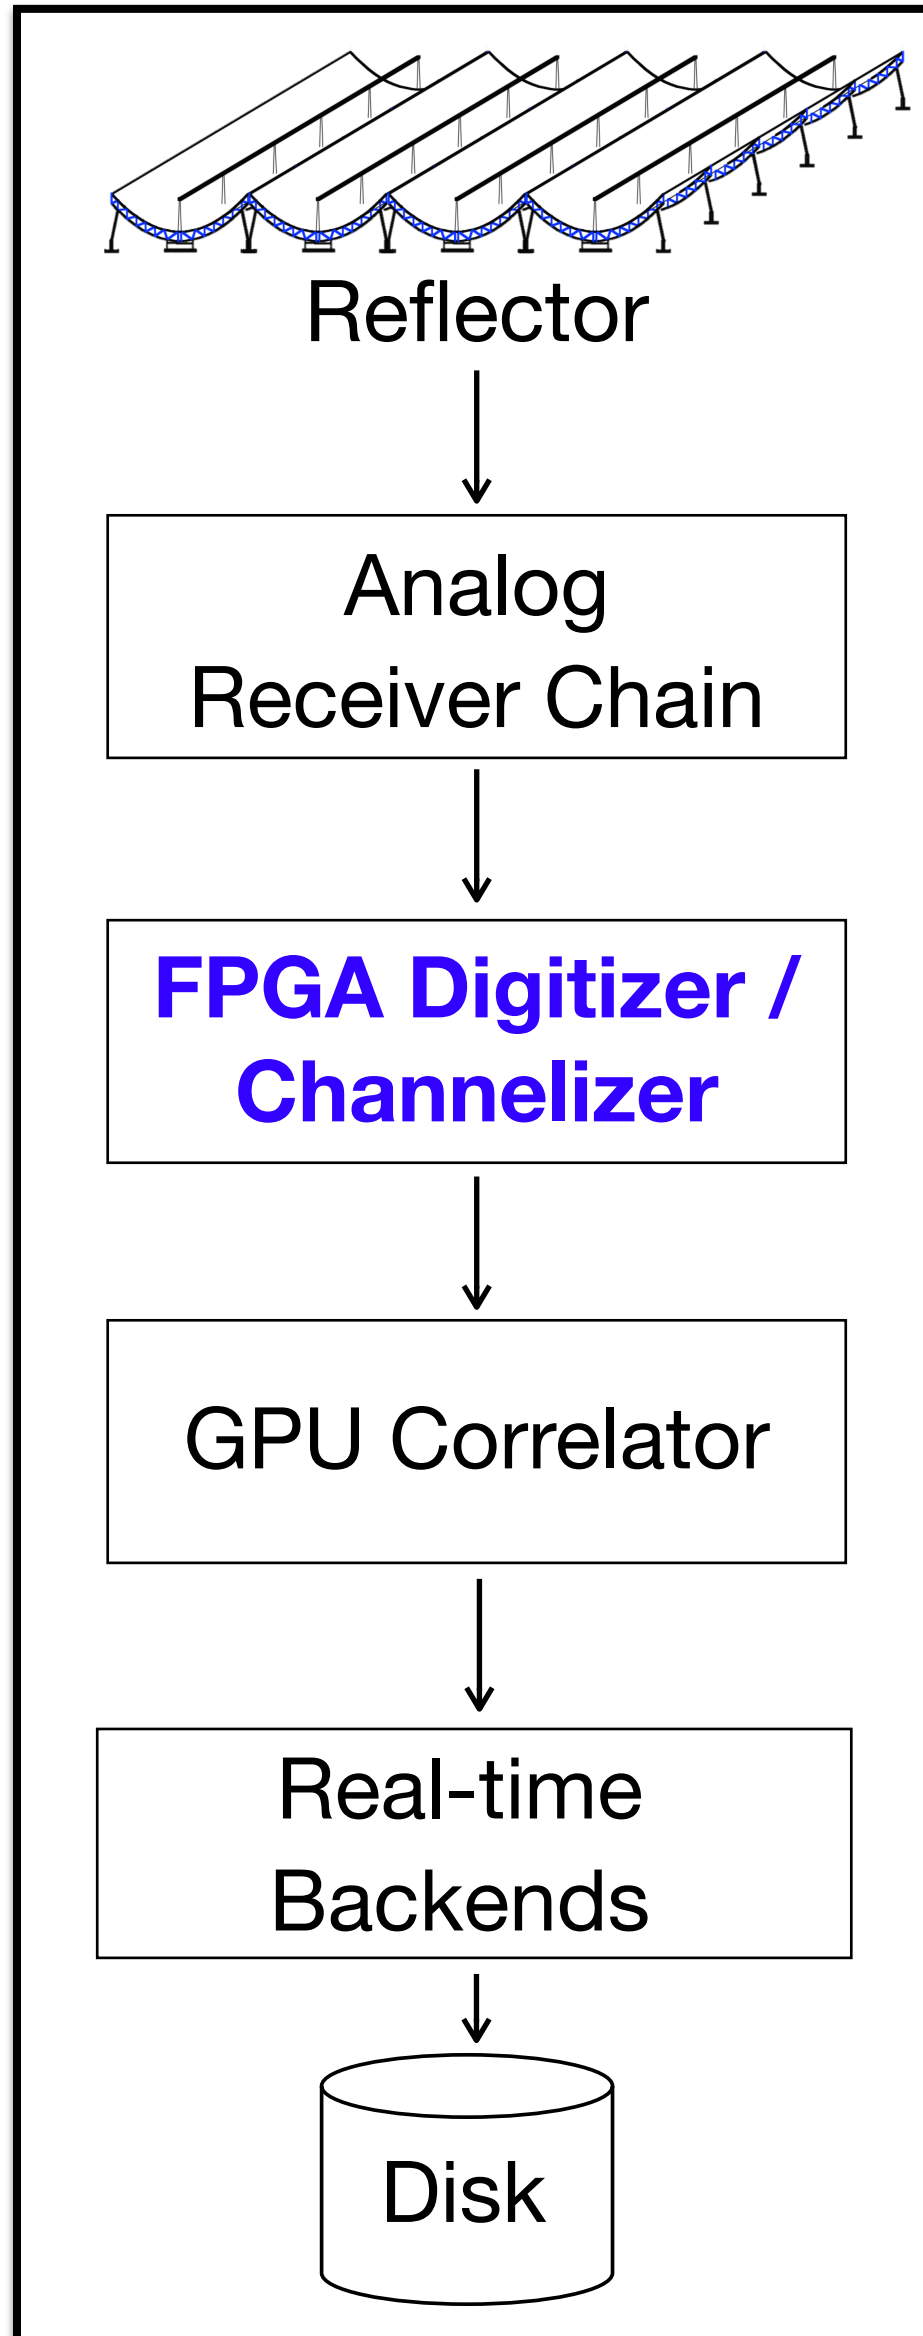 Reflector
Analog
Receiver Chain
FPGA Digitizer /
Channelizer
GPU Correlator
Real-time
Backends
Disk